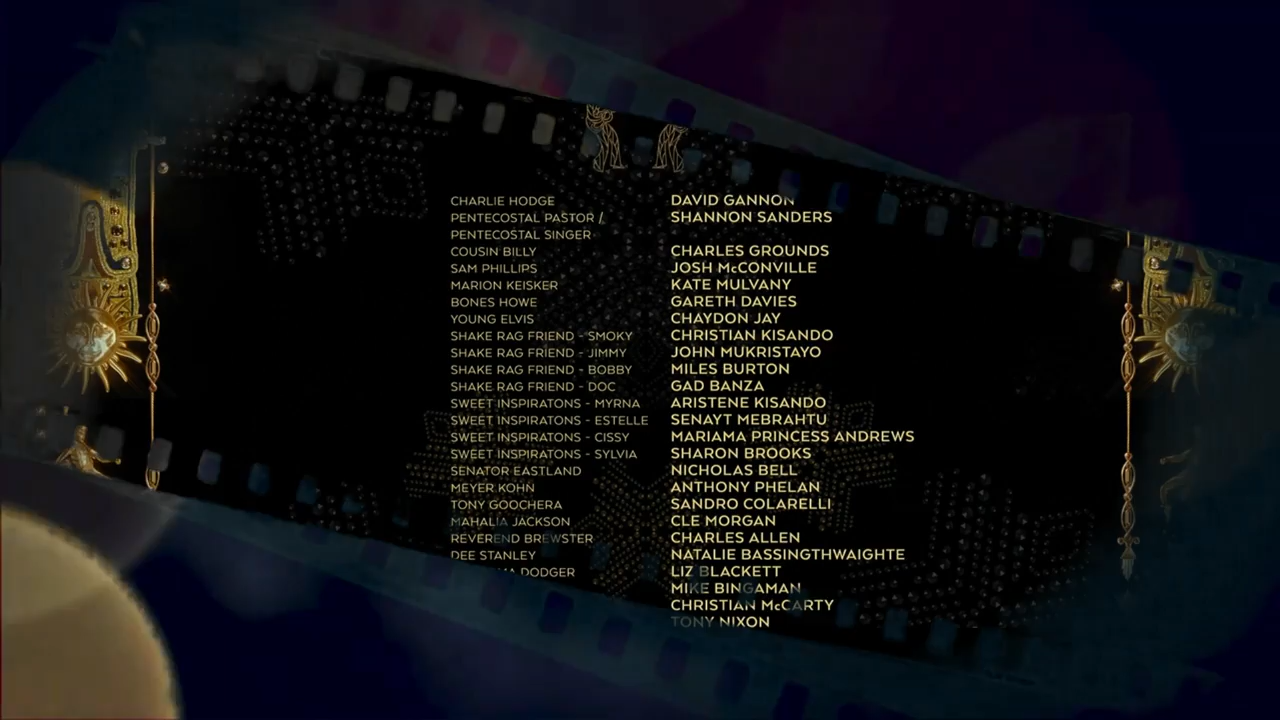 CHARLIE HODGE DAVID GANNON
PENTECOSTAL PASTOR / SHANNON SANDERS
PENTECOSTAL SINGER
COUSIN BILLY CHARLES GROUNDS
SAM PHILLIPS JOSH McCONVILLE
MARION KEISKER KATE MULVANY
BONES HOWE GARETH DAVIES
YOUNG ELVIS CHAYDON JAY
SHAKE RAG FRIEND - SMOKY CHRISTIAN KISANDO
SHAKE RAG FRIEND - JIMMY JOHN MUKRISTAYO
SHAKE RAG FRIEND - BOBBY MILES BURTON
SHAKE RAG FRIEND - DOC GAD BANZA
SWEET INSPIRATONS - MYRNA ARISTENE KISANDO
SWEET INSPIRATONS - ESTELLE SENAYT MEBRAHTU
SWEET INSPIRATONS - CISSY MARIAMA PRINCESS ANDREWS
SWEET INSPIRATONS - SYLVIA SHARON BROOKS
SENATOR EASTLAND NICHOLAS BELL
MEYER KOHN ANTHONY PHELAN
TONY GOOCHERA SANDRO COLARELLI
MAHALIA JACKSON CLE MORGAN
REVEREND BREWSTER CHARLES ALLEN
DEE STANLEY NATALIE BASSINGTHWAIGHTE
DODGER LIZ BLACKETT
MIKE BINGAMAN
CHRISTIAN McCARTY
TONY NIXON